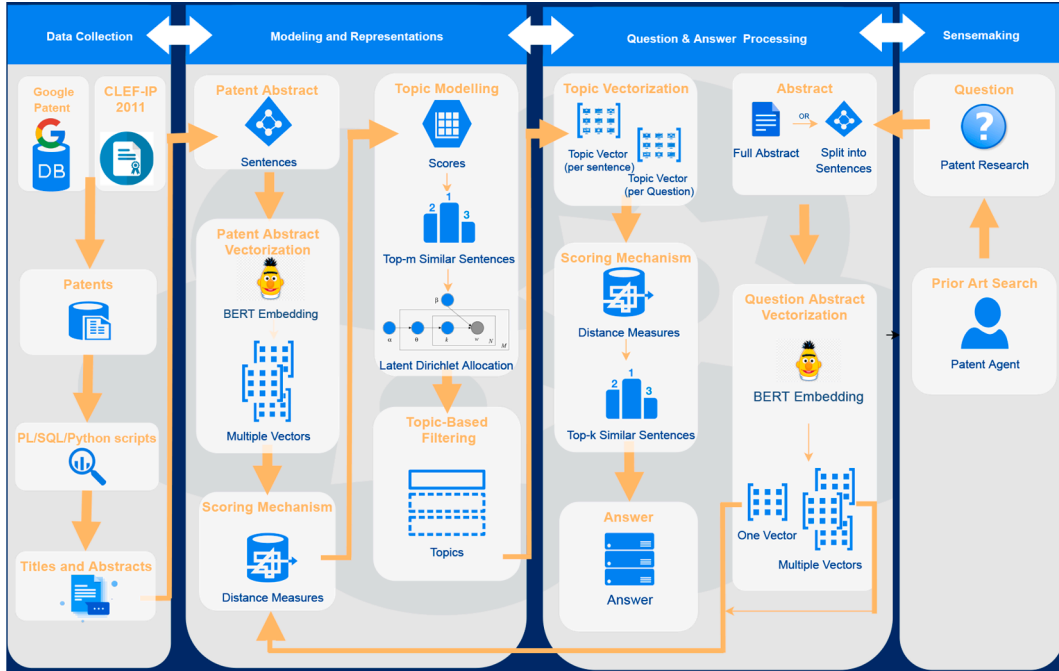 Data Collection
Modeling and Representations
Question & Answer Processing
Sensemaking
Google
Patent
DB
CLEF-IP
2011
Patents
PL/SQL/Python scripts
Titles and Abstracts
Patent Abstract
Sentences
Patent Abstract
Vectorization
BERT Embedding
Multiple Vectors
Scoring Mechanism
Distance Measures
Topic Modelling
Scores
1
2
3
Top-m Similar Sentences
β
α
θ
k
w
N
M
Latent Dirichlet Allocation
Topic-Based
Filtering
Topics
Topic Vectorization
Topic Vector
(per sentence)
Topic Vector
(per Question)
Scoring Mechanism
Distance Measures
1
2
3
Top-k Similar Sentences
Answer
Answer
Abstract
OR
Full Abstract
Split into
Sentences
Question Abstract
Vectorization
BERT Embedding
One Vector
Multiple Vectors
Question
?
Patent Research
Prior Art Search
Patent Agent